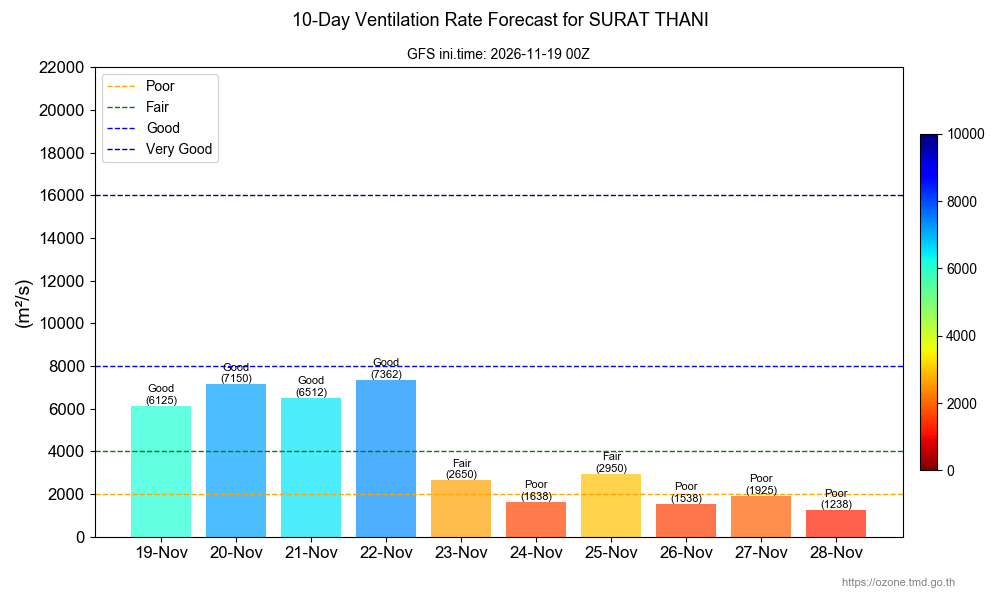 10-Day Ventilation Rate Forecast for SURAT THANI
GFS ini.time: 2026-11-19 00Z
22000
20000
18000
16000
14000
12000
10000
8000
6000
4000
2000
0
(m²/s)
Poor
Fair
Good
Very Good
Good
(6125)
Good
(7150)
Good
(6512)
Good
(7362)
Fair
(2650)
Poor
(1638)
Fair
(2950)
Poor
(1538)
Poor
(1925)
Poor
(1238)
19-Nov 20-Nov 21-Nov 22-Nov 23-Nov 24-Nov 25-Nov 26-Nov 27-Nov 28-Nov
10000
8000
6000
4000
2000
0
https://ozone.tmd.go.th